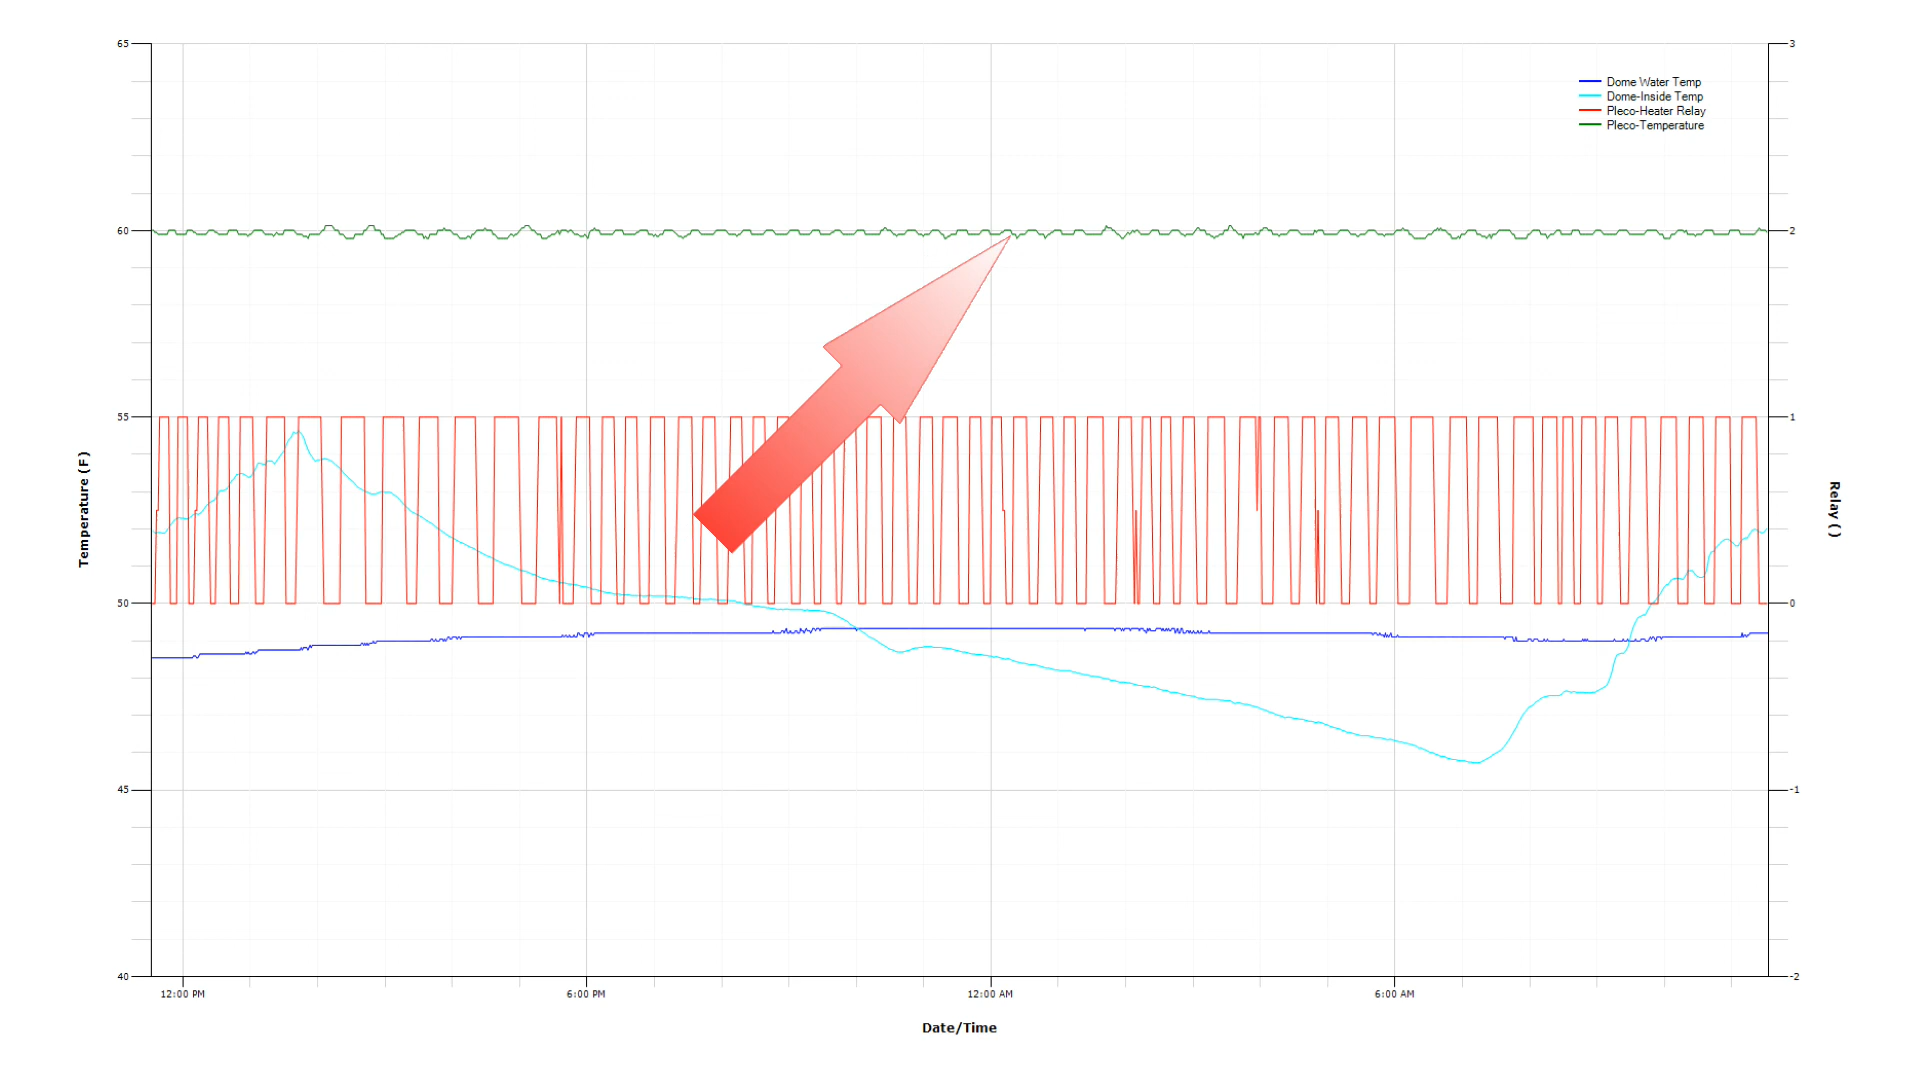 65
3
Dome Water Temp
Dome-Inside Temp
Pleco-Heater Relay
Pleco-Temperature
60
2
55
1
Temperature (F)
Relay ()
50
0
45
-1
40
-2
12:00 PM
6:00 PM
12:00 AM
6:00 AM
Date/Time